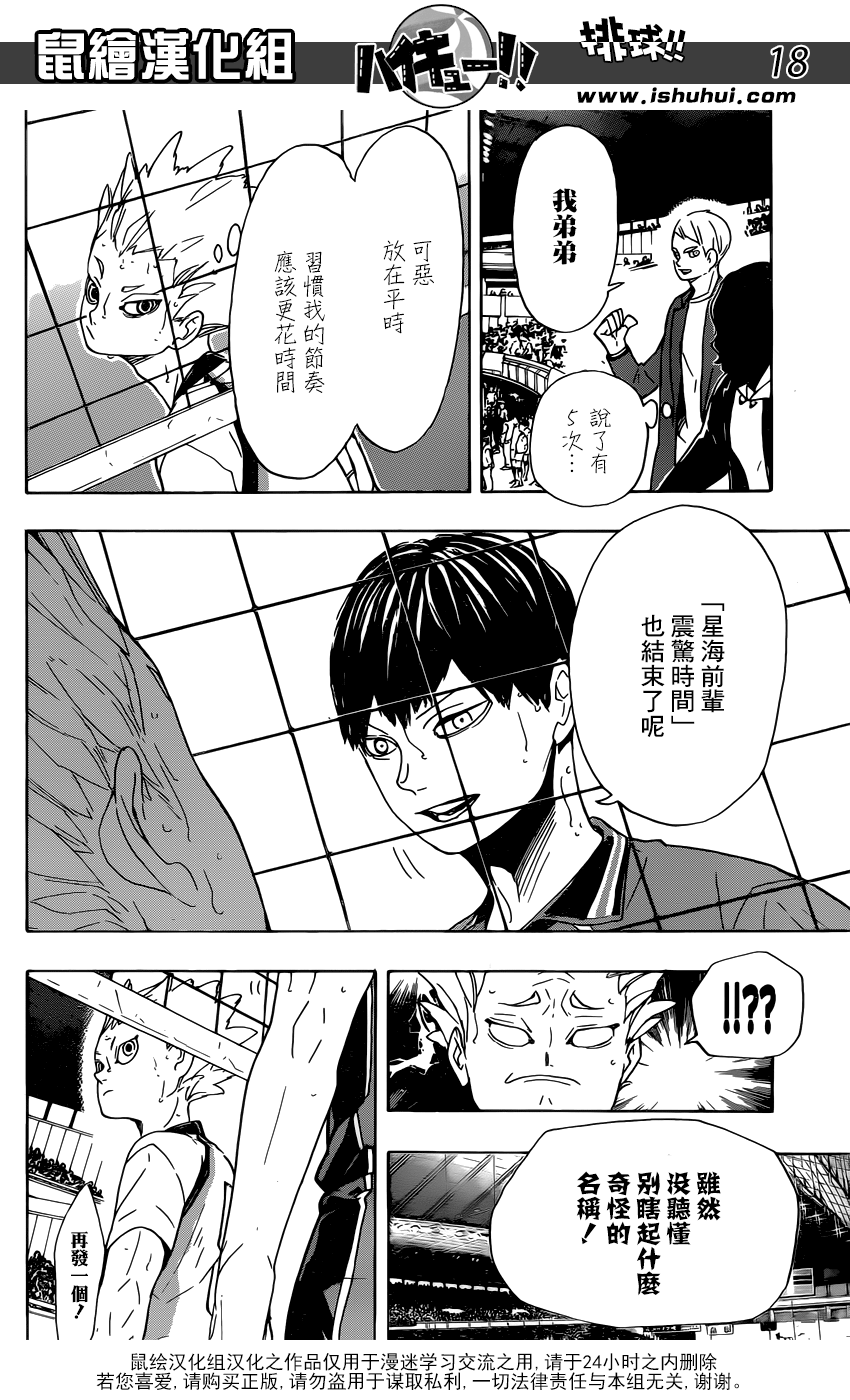 鼠繪漢化組
ハイキュー!!
排球!!
18
www.ishuhui.com
我弟弟
說了有
5次…
可惡
放在平時
習慣找的節奏
應該更花時間
「星海前輩
震驚時間」
也結束了呢
!!??
雖然
没聽懂
别瞎起什麼
奇怪的
名稱!
再發一個!
鼠绘汉化组汉化之作品仅用于漫迷学习交流之用, 请于24小时之内删除
若您喜爱, 请购买正版, 请勿盗用于谋取私利, 一切法律责任与本组无关, 谢谢。